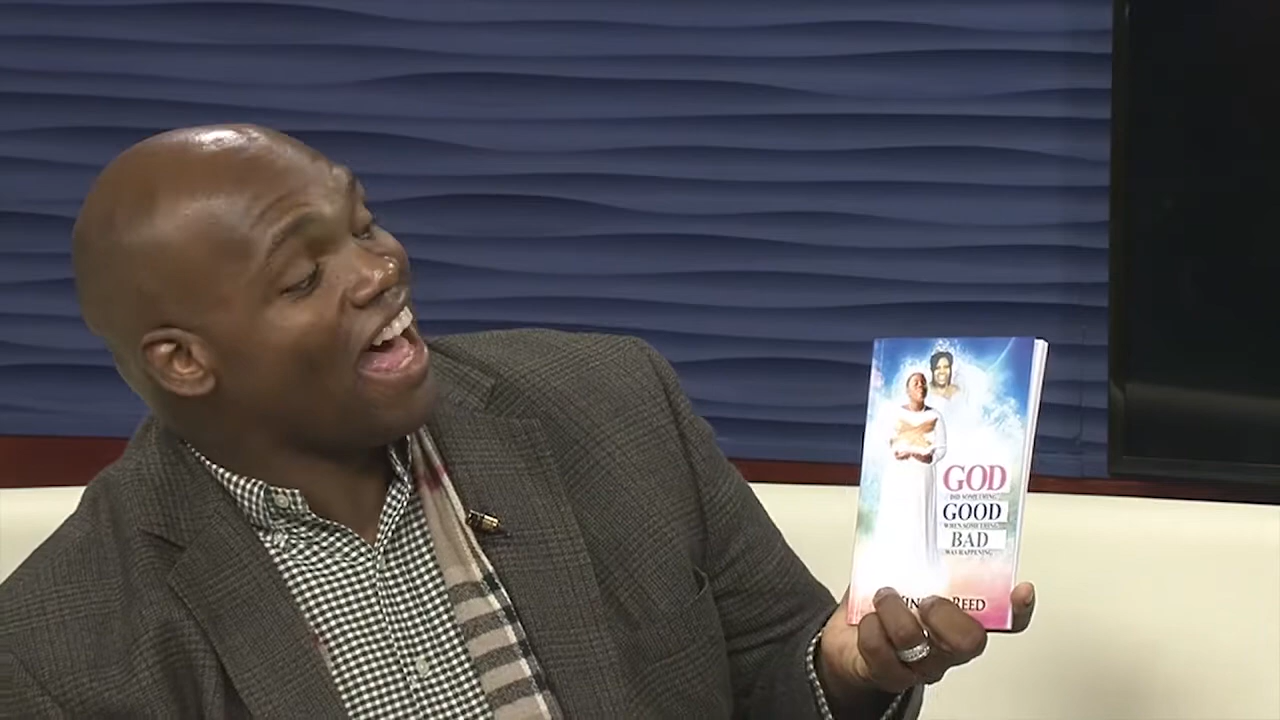 GOD
DID SOMETHING
GOOD
WHEN SOMETHING
BAD
WAS HAPPENING
REED